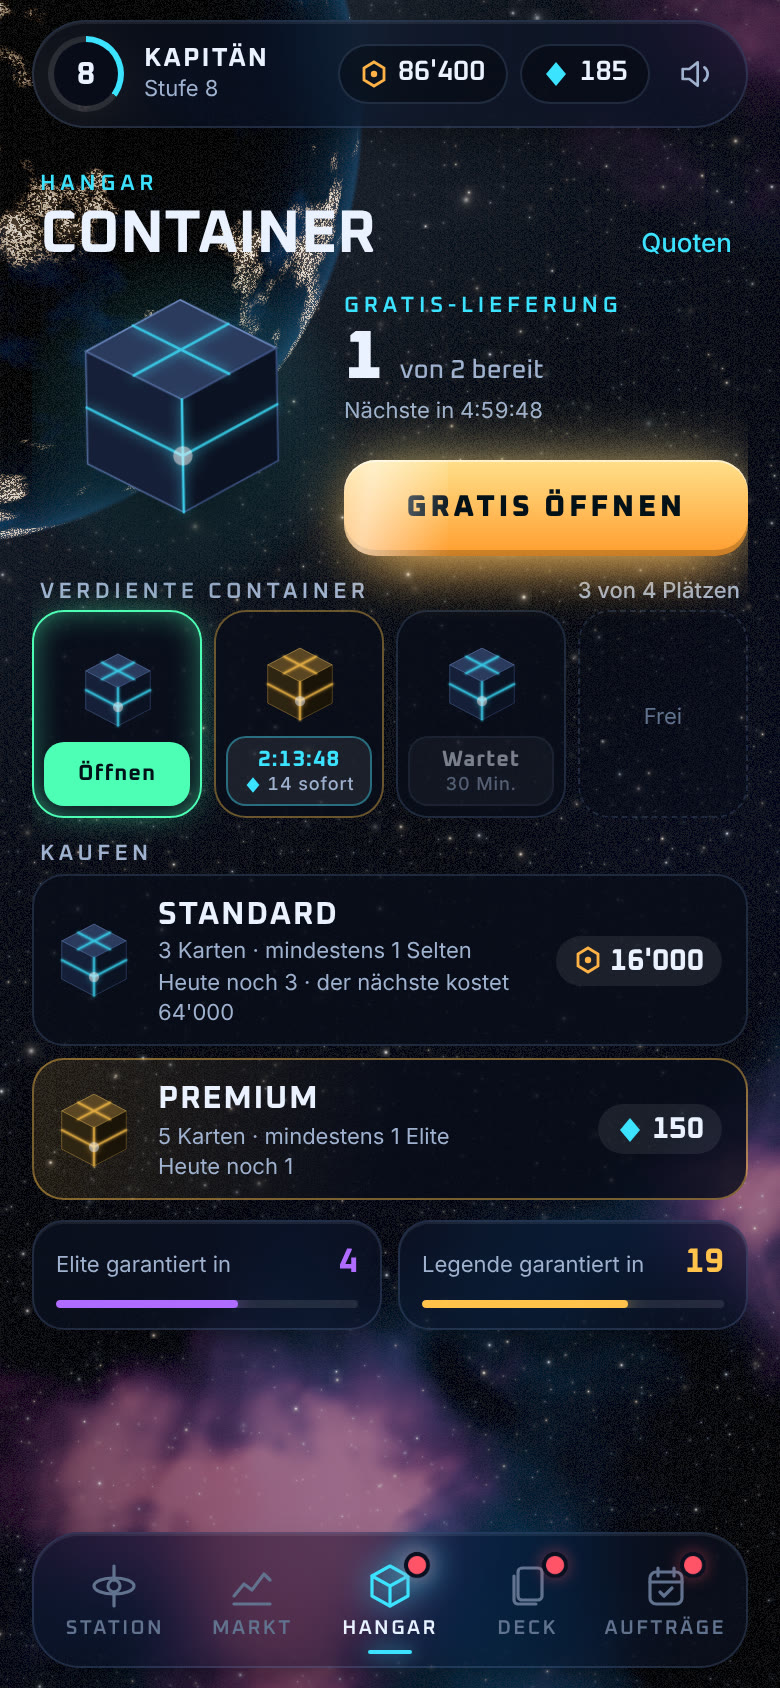 8
KAPITÄN
Stufe 8
86'400
185
HANGAR
CONTAINER
Quoten
GRATIS-LIEFERUNG
1 von 2 bereit
Nächste in 4:59:48
GRATIS ÖFFNEN
VERDIENTE CONTAINER
3 von 4 Plätzen
Öffnen
2:13:48
14 sofort
Wartet
30 Min.
Frei
KAUFEN
STANDARD
3 Karten · mindestens 1 Selten
Heute noch 3 · der nächste kostet
64'000
16'000
PREMIUM
5 Karten · mindestens 1 Elite
Heute noch 1
150
Elite garantiert in 4
Legende garantiert in 19
STATION
MARKT
HANGAR
DECK
AUFTRÄGE